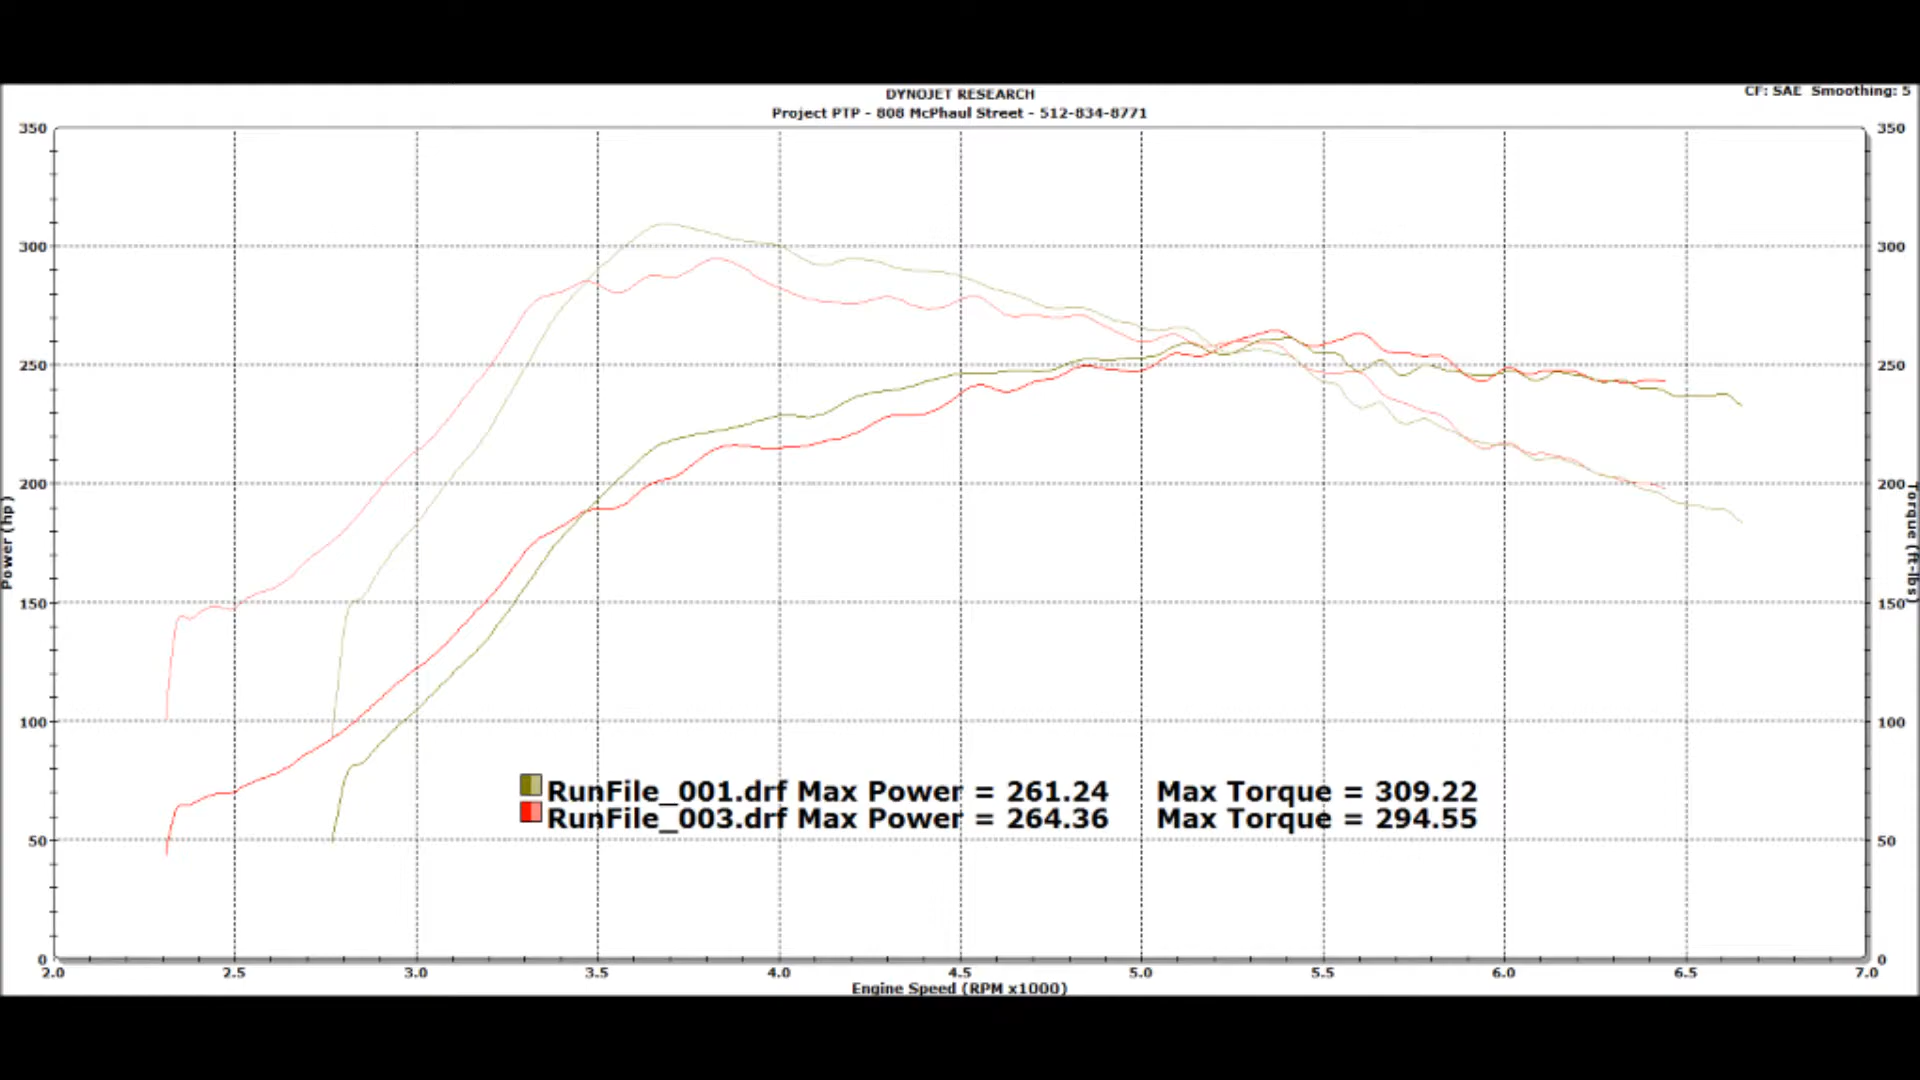 DYNOJET RESEARCH
CF: SAE Smoothing: 5
Project PTP - 808 McPhaul Street - 512-834-8771
350 350
300 300
250 250
200 200
Power (hp)
Torque (ft-lbs)
150 150
100 100
RunFile_001.drf Max Power = 261.24 Max Torque = 309.22
RunFile_003.drf Max Power = 264.36 Max Torque = 294.55
50 50
0 0
2.0 2.5 3.0 3.5 4.0 4.5 5.0 5.5 6.0 6.5 7.0
Engine Speed (RPM x1000)